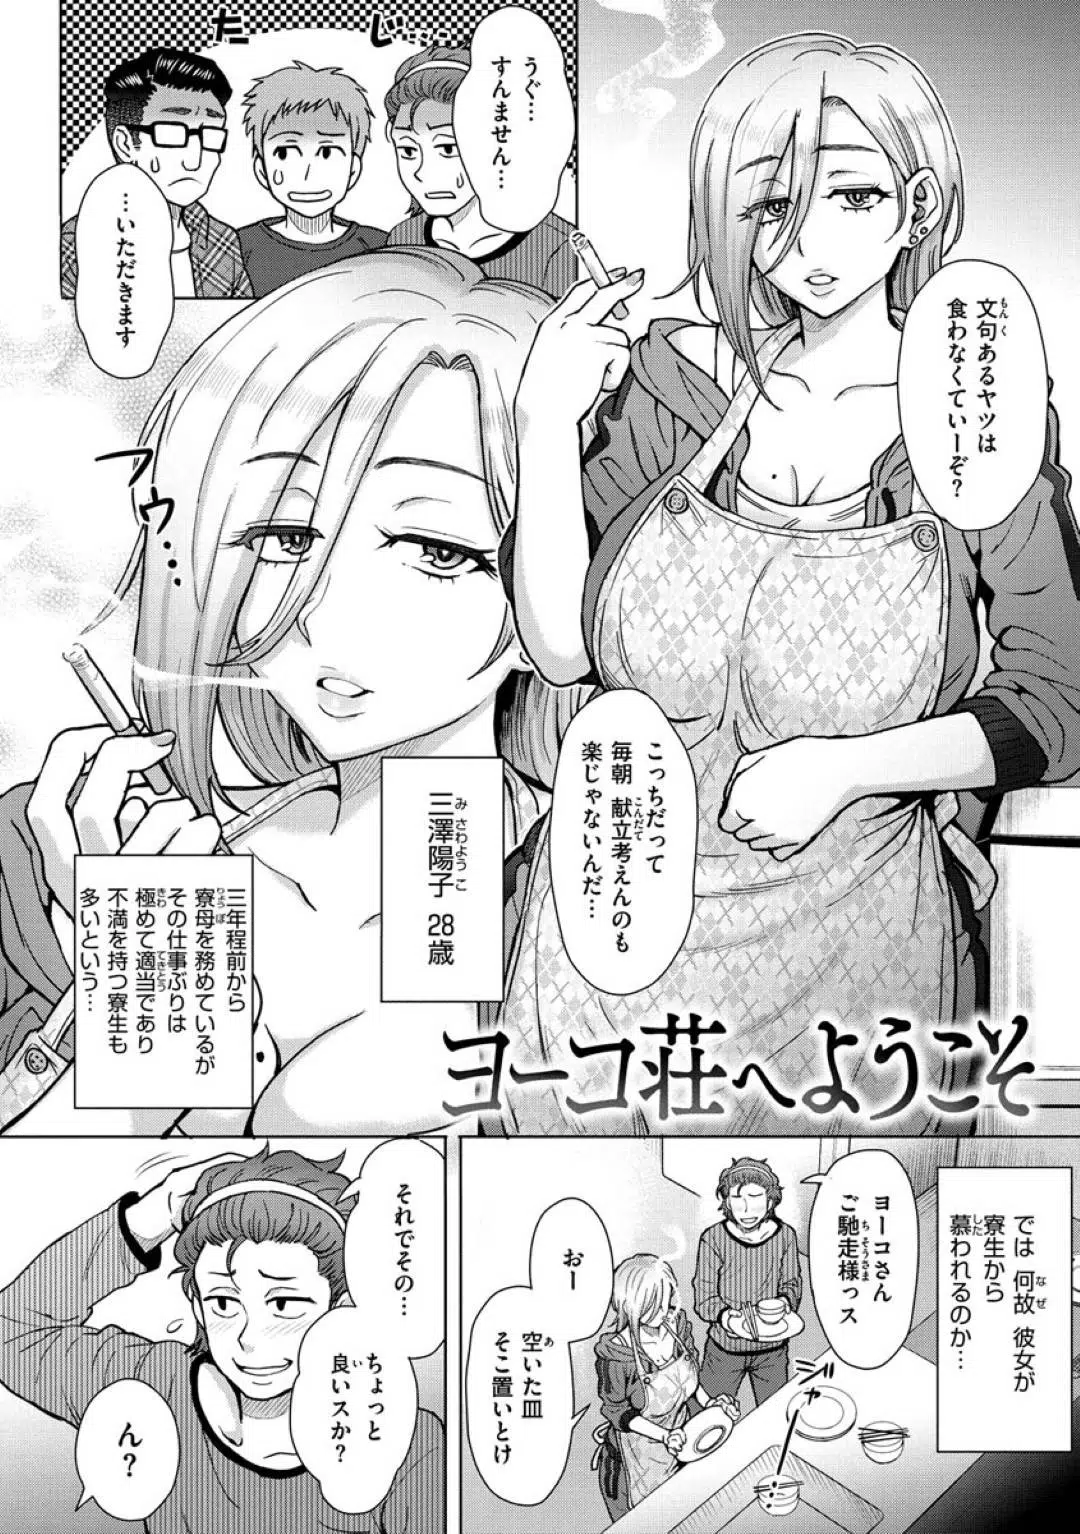 文句あるヤツは
食わなくていーぞ?
うぐ…
すんません…
たじ…
…いただきます
こっちだって
毎朝 献立考えんのも
楽じゃないんだ…
フゥ…
三澤陽子 28歳
三年程前から
寮母を務めているが
その仕事ぶりは
極めて適当であり
不満を持つ寮生も
多いという…
ヨーコ荘へようこそ
では 何故 彼女が
寮生から
慕われるのか…
ヨーコさん
ご馳走様っス
おー
空いた皿
そこ置いとけ
ジャ…
それでその…
ちょっと
良いスか?
ん?